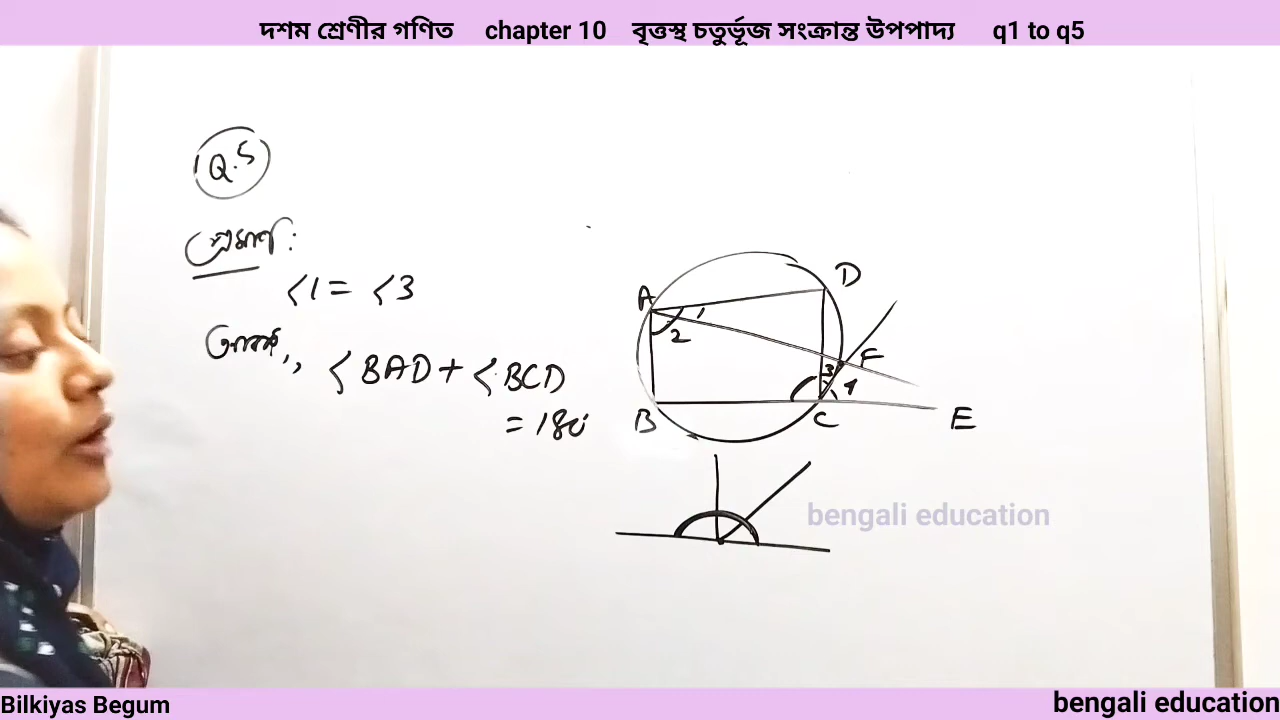 দশম শ্রেণীর গণিত chapter 10 বৃত্তস্থ চতুর্ভূজ সংক্রান্ত উপপাদ্য q1 to q5
Q.5
প্রমাণ:
<1 = <3
<BAD + <BCD
= 180
A
D
1
2
F
3
4
B
C
E
bengali education
Bilkiyas Begum
bengali education